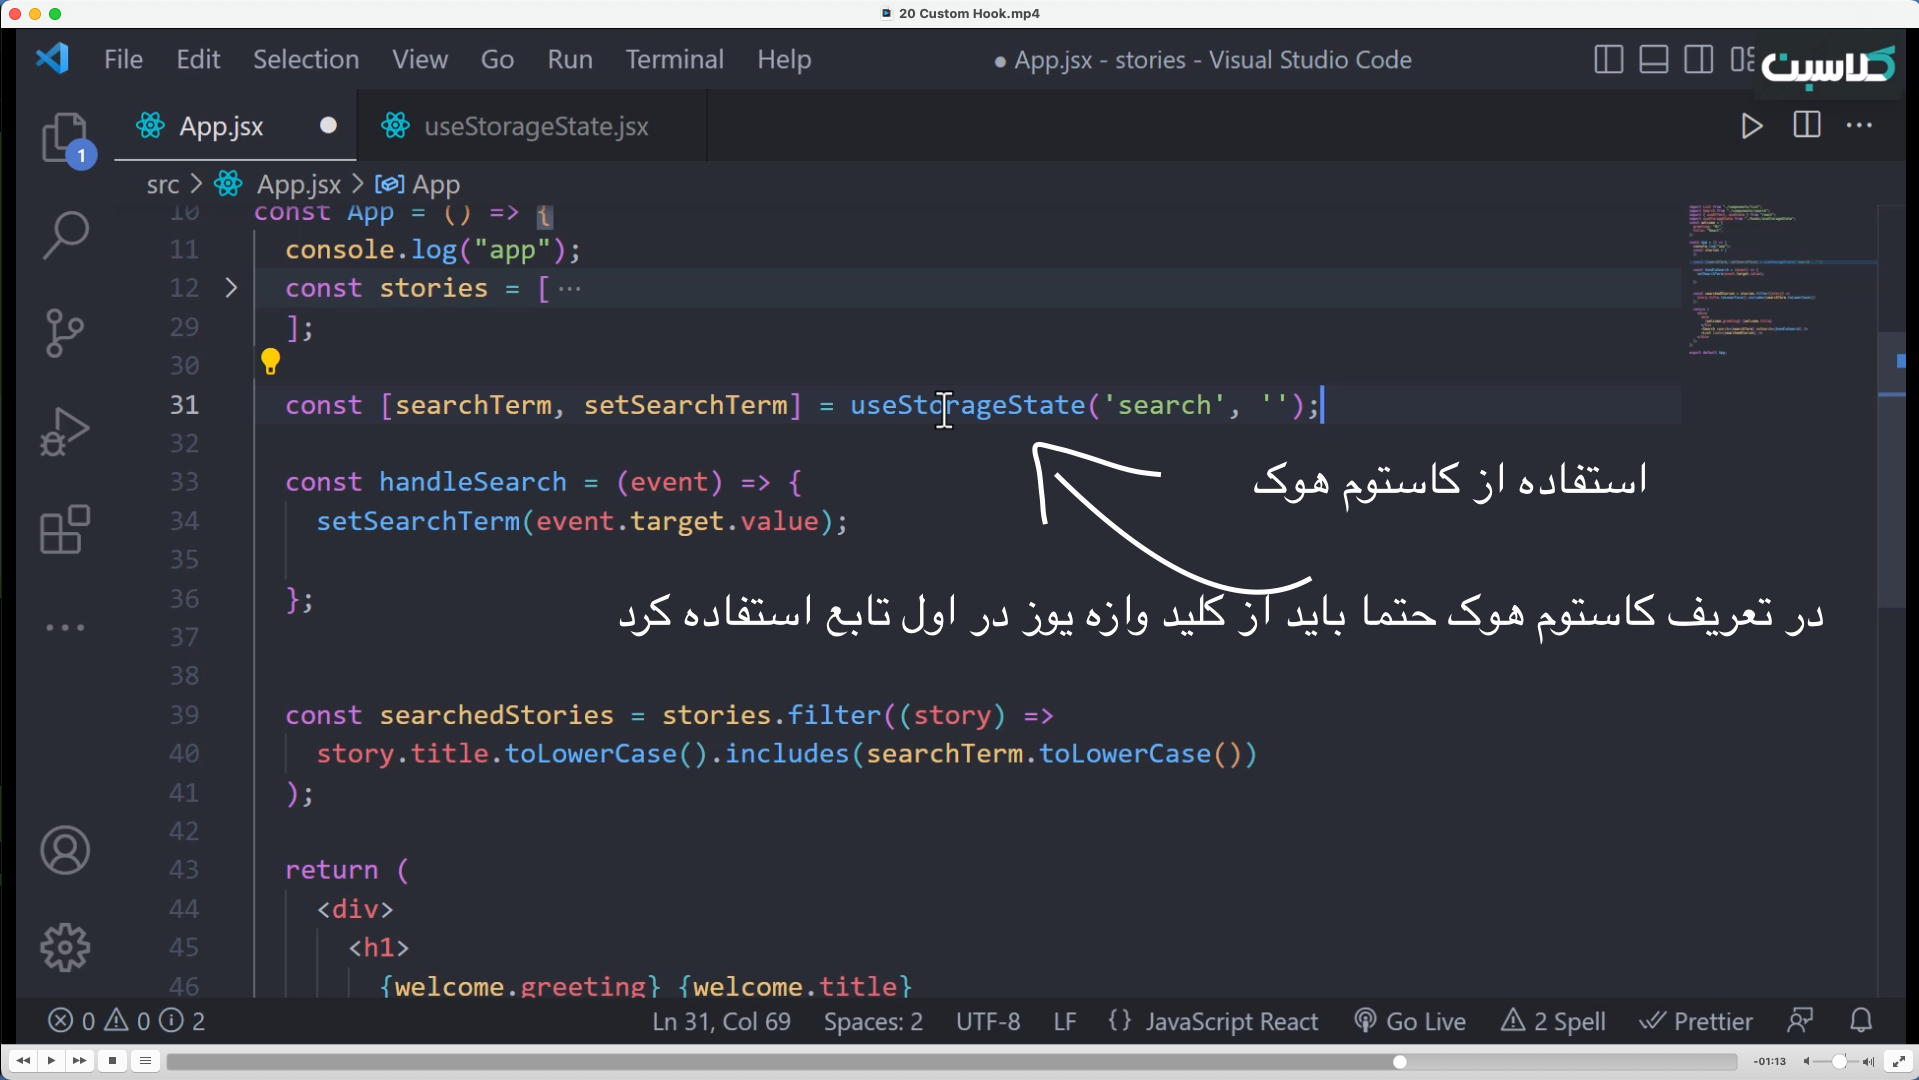 20 Custom Hook.mp4
File Edit Selection View Go Run Terminal Help
● App.jsx - stories - Visual Studio Code
کلاسبن
App.jsx
useStorageState.jsx
1
src > App.jsx > App
10 const App = () => {
11 console.log("app");
12 const stories = [ ···
29 ];
30
31 const [searchTerm, setSearchTerm] = useStorageState('search', '');
32
استفاده از کاستوم هوک
33 const handleSearch = (event) => {
34 setSearchTerm(event.target.value);
35
36 };
در تعریف کاستوم هوک حتما باید از کلید وازه یوز در اول تابع استفاده کرد
37
38
39 const searchedStories = stories.filter((story) =>
40 story.title.toLowerCase().includes(searchTerm.toLowerCase())
41 );
42
43 return (
44 <div>
45 <h1>
46 {welcome.greeting} {welcome.title}
0 0 2
Ln 31, Col 69 Spaces: 2 UTF-8 LF {} JavaScript React Go Live 2 Spell Prettier
-01:13